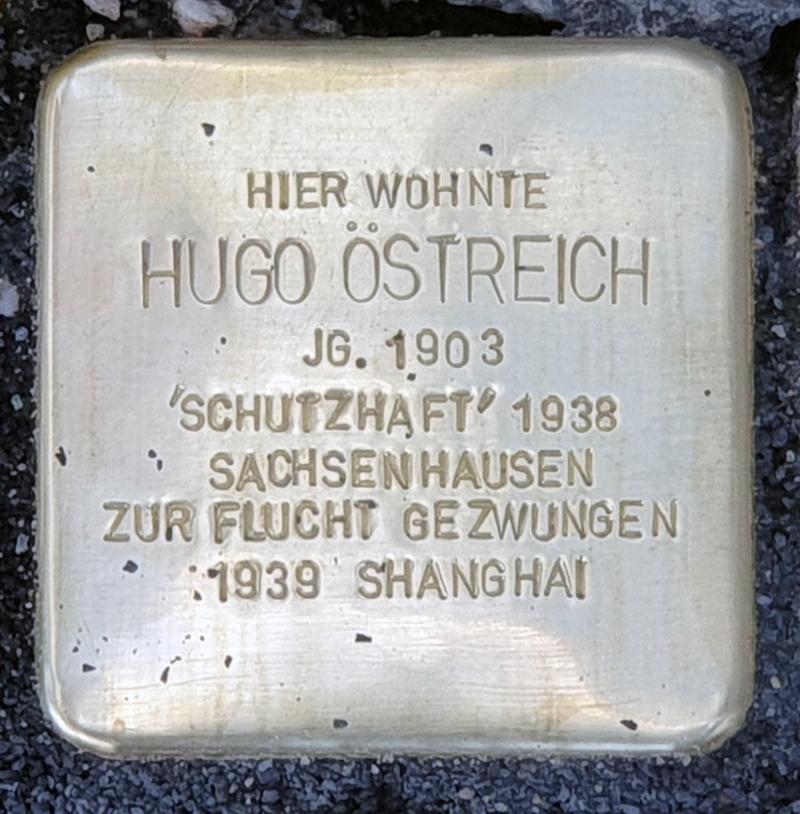 HIER WOHNTE
HUGO ÖSTREICH
JG. 1903
'SCHUTZHAFT' 1938
SACHSENHAUSEN
ZUR FLUCHT GEZWUNGEN
1939 SHANGHAI